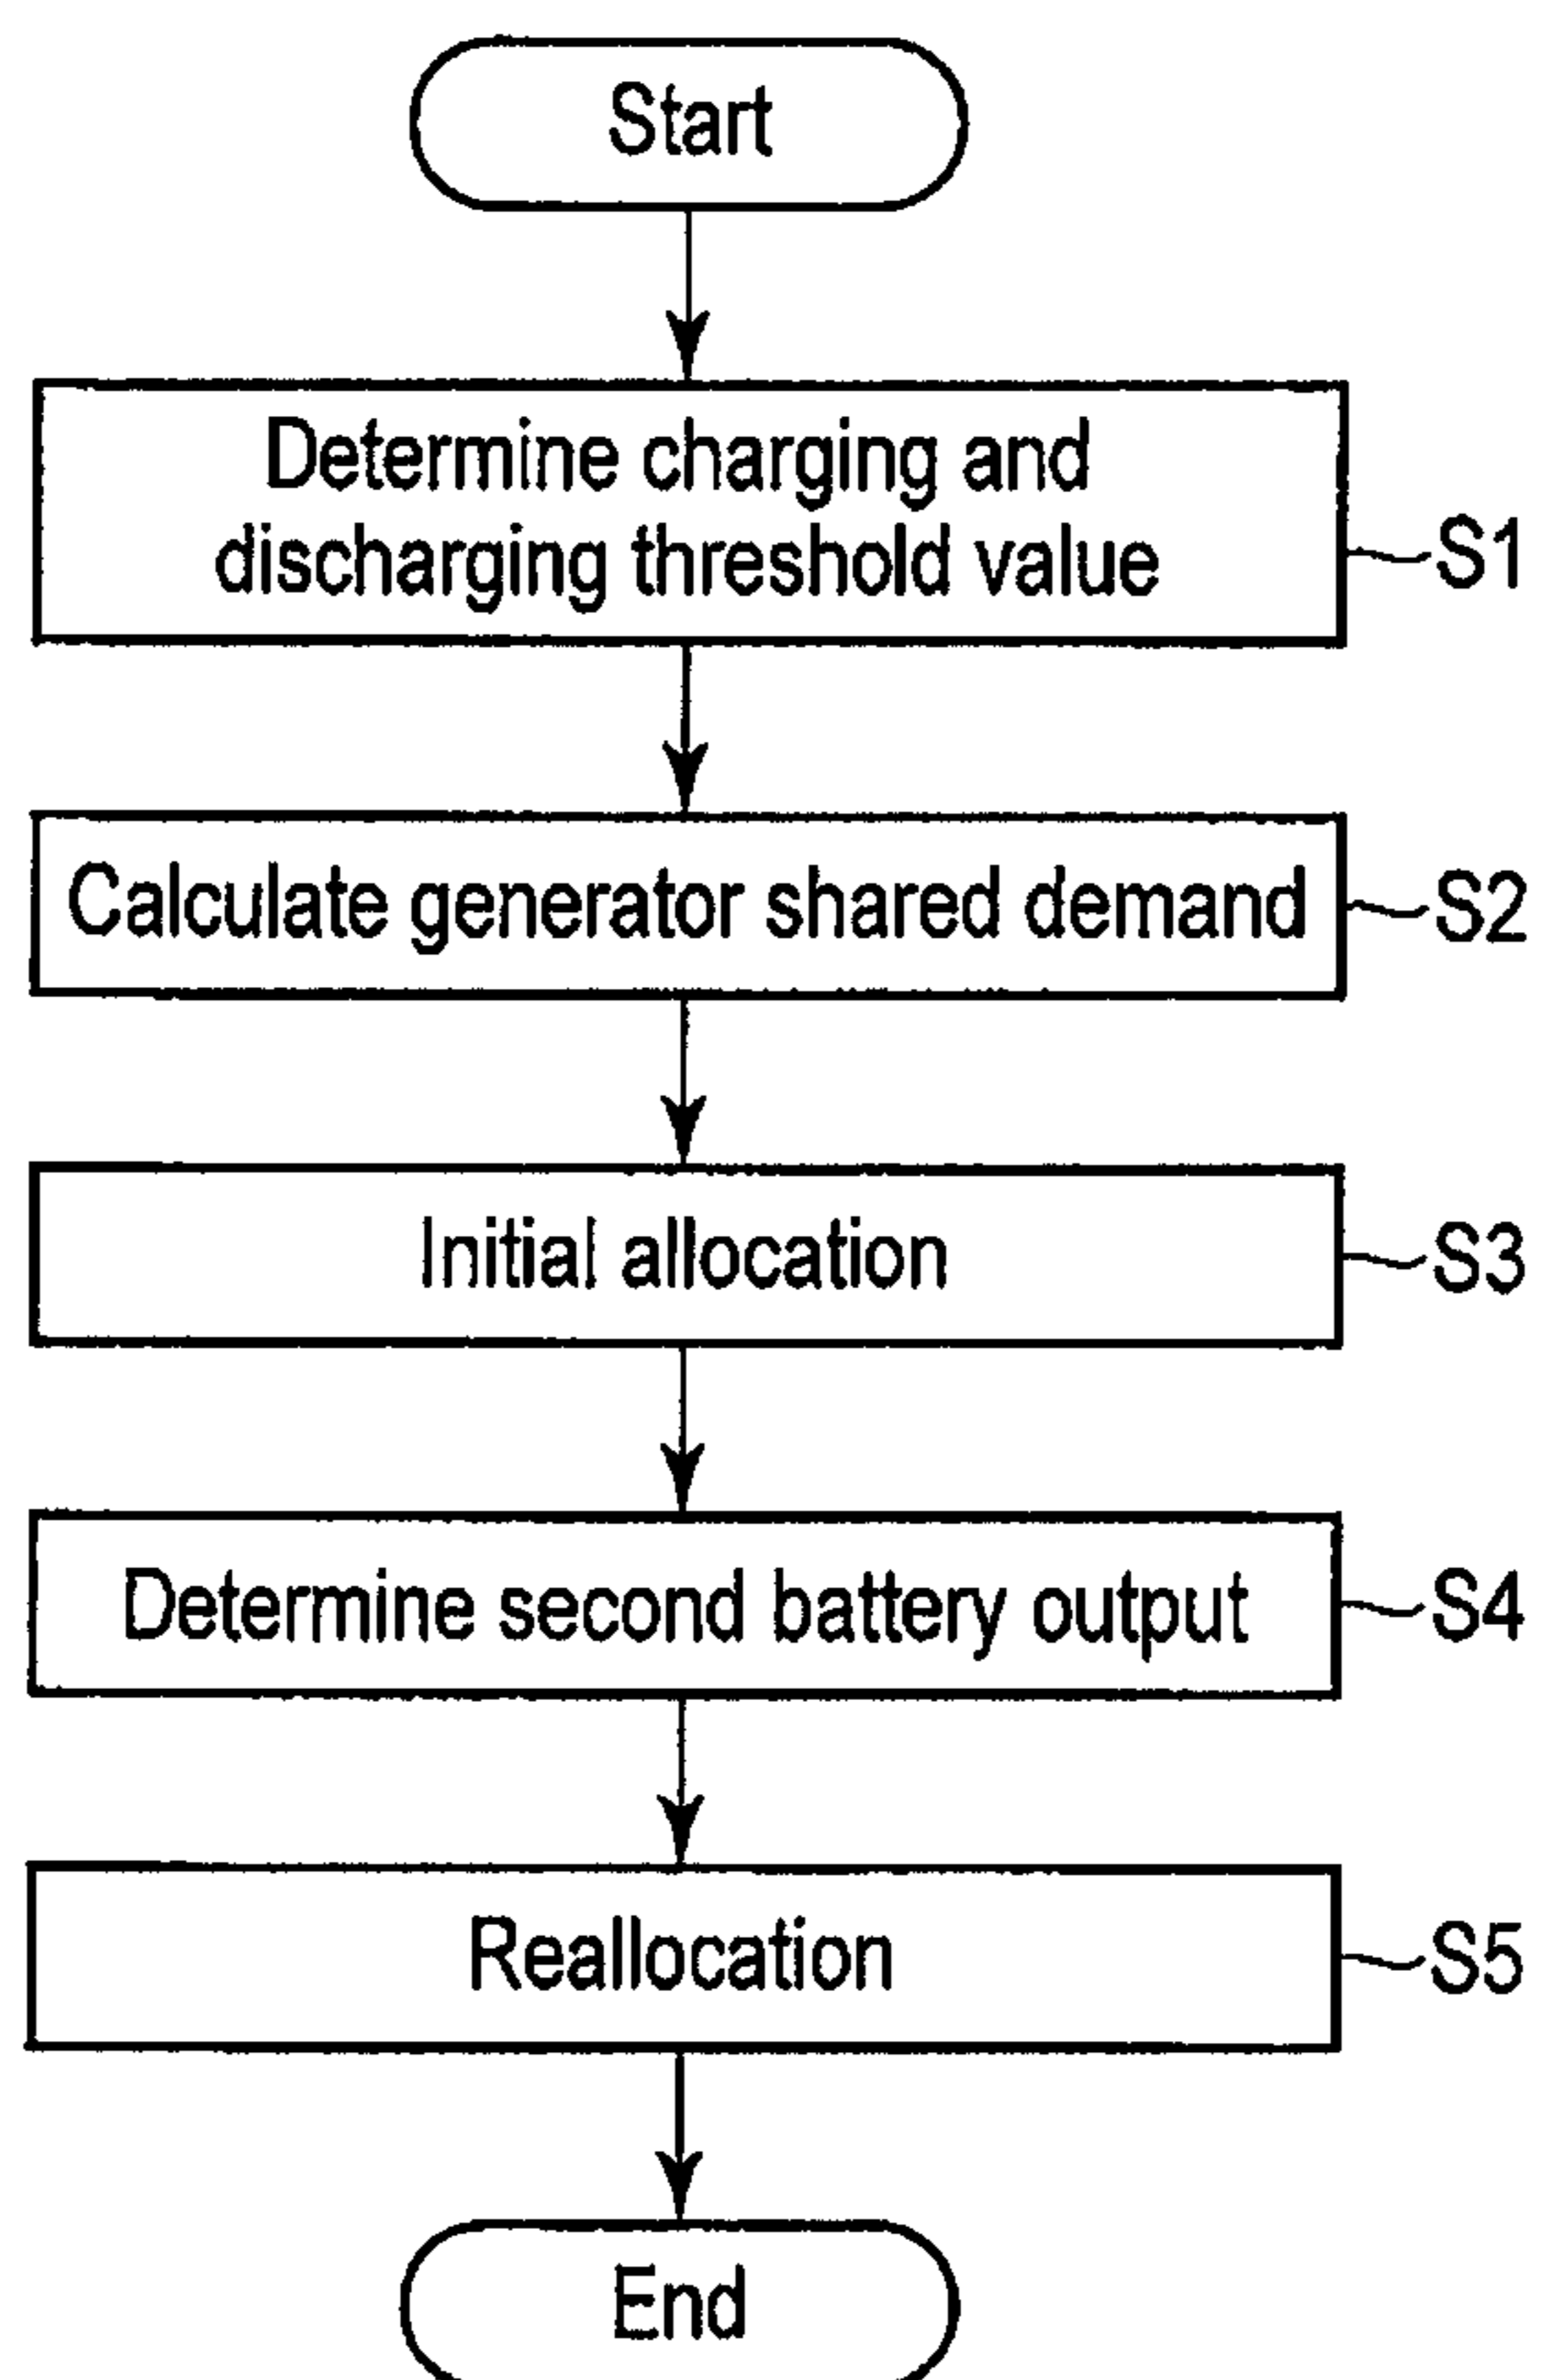 Start
Determine charging and
discharging threshold value
S1
Calculate generator shared demand
S2
Initial allocation
S3
Determine second battery output
S4
Reallocation
S5
End